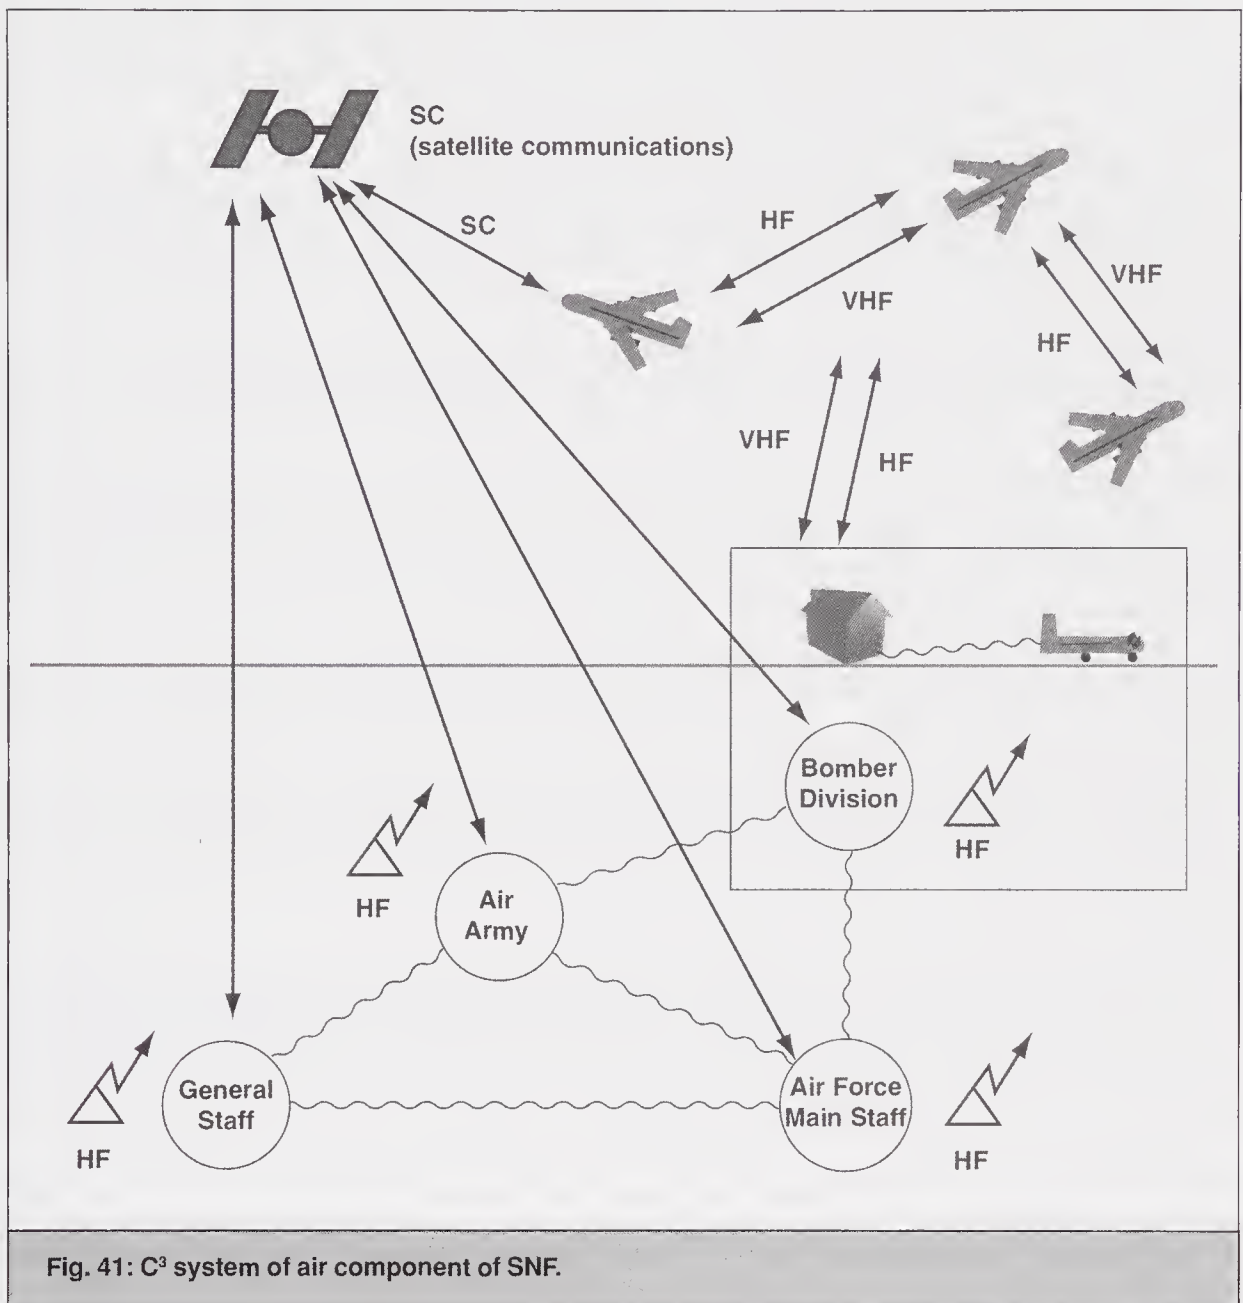 SC
(satellite communications)
SC
HF
VHF
VHF
HF
VHF
HF
Bomber
Division
HF
HF
Air
Army
General
Staff
HF
Air Force
Main Staff
HF
Fig. 41: C³ system of air component of SNF.